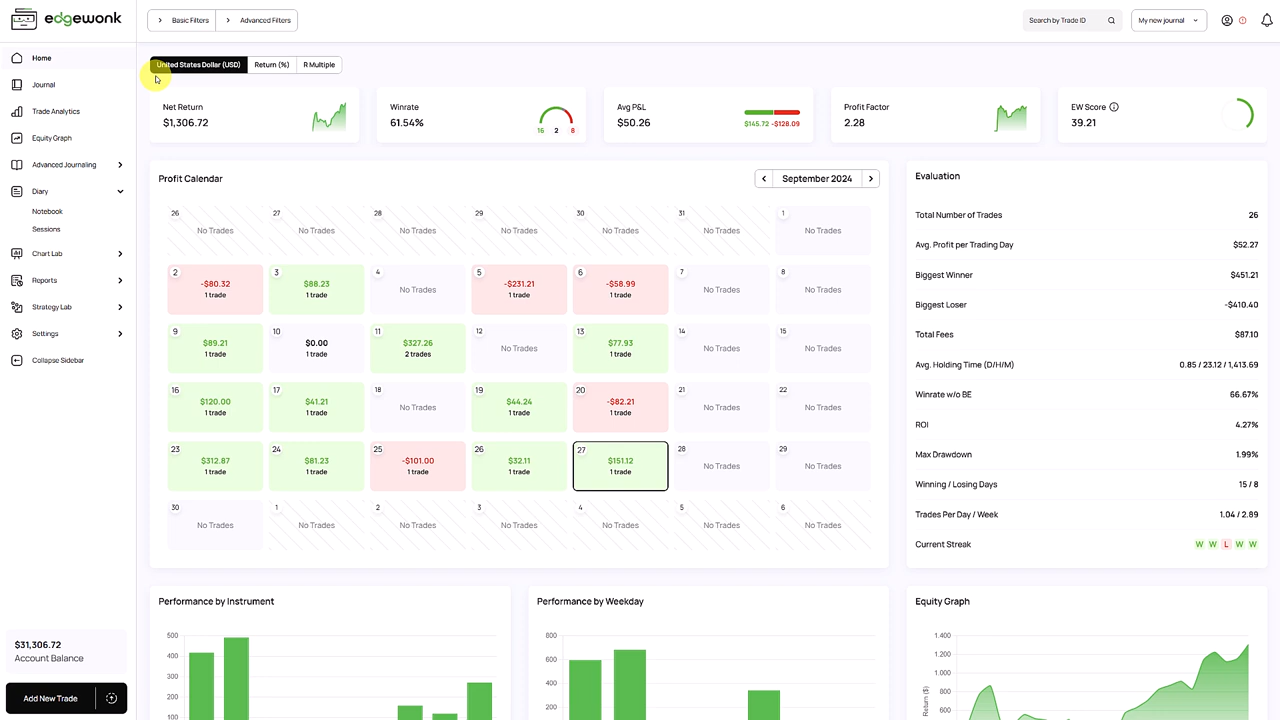 edgewonk
Basic Filters
Advanced Filters
Search by Trade ID
My new journal
Home
Journal
Trade Analytics
Equity Graph
Advanced Journaling
Diary
Notebook
Sessions
Chart Lab
Reports
Strategy Lab
Settings
Collapse Sidebar
$31,306.72
Account Balance
Add New Trade
United States Dollar (USD)
Return (%)
R Multiple
Net Return
$1,306.72
Winrate
61.54%
16 2 8
Avg P&L
$50.26
$145.72 -$128.09
Profit Factor
2.28
EW Score
39.21
Profit Calendar
September 2024
26 27 28 29 30 31 1
No Trades No Trades No Trades No Trades No Trades No Trades No Trades
2 3 4 5 6 7 8
-$80.32 $88.23 No Trades -$231.21 -$58.99 No Trades No Trades
1 trade 1 trade 1 trade 1 trade
9 10 11 12 13 14 15
$89.21 $0.00 $327.26 No Trades $77.93 No Trades No Trades
1 trade 1 trade 2 trades 1 trade
16 17 18 19 20 21 22
$120.00 $41.21 No Trades $44.24 -$82.21 No Trades No Trades
1 trade 1 trade 1 trade 1 trade
23 24 25 26 27 28 29
$312.87 $81.23 -$101.00 $32.11 $151.12 No Trades No Trades
1 trade 1 trade 1 trade 1 trade 1 trade
30 1 2 3 4 5 6
No Trades No Trades No Trades No Trades No Trades No Trades No Trades
Evaluation
Total Number of Trades 26
Avg. Profit per Trading Day $52.27
Biggest Winner $451.21
Biggest Loser -$410.40
Total Fees $87.10
Avg. Holding Time (D/H/M) 0.85 / 23.12 / 1,413.69
Winrate w/o BE 66.67%
ROI 4.27%
Max Drawdown 1.99%
Winning / Losing Days 15 / 8
Trades Per Day / Week 1.04 / 2.89
Current Streak W W L W W
Performance by Instrument
500
400
300
200
100
Performance by Weekday
800
600
400
200
Equity Graph
1.400
1.200
1.000
800
600
Return ($)